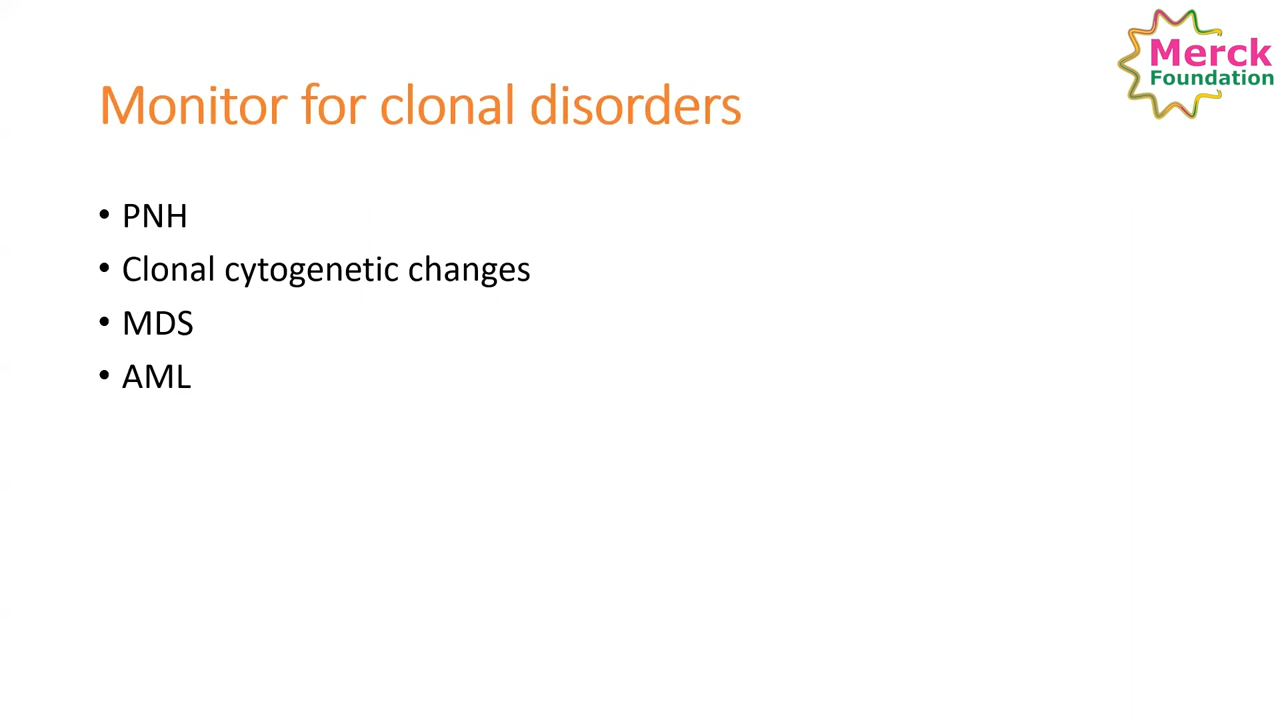 Merck
Foundation
Monitor for clonal disorders
• PNH
• Clonal cytogenetic changes
• MDS
• AML